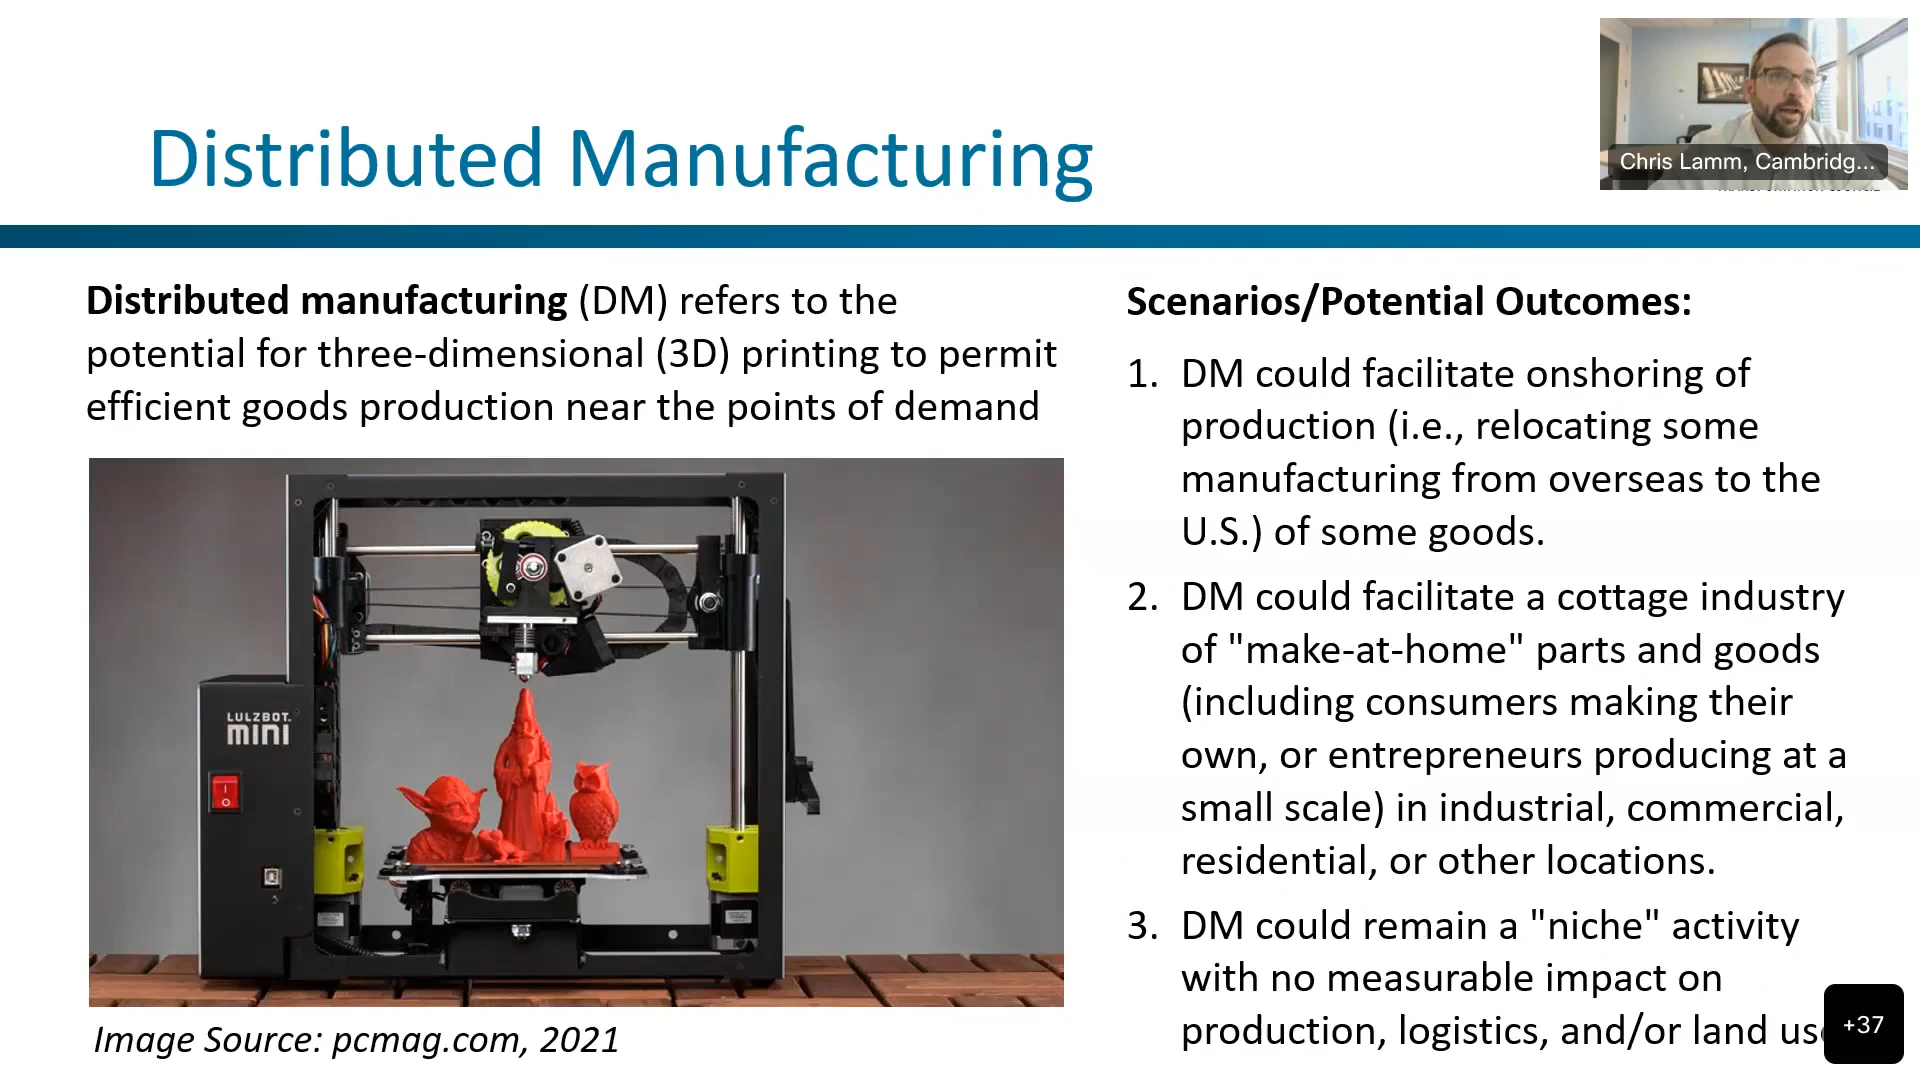 Distributed Manufacturing
Chris Lamm, Cambridg...
Distributed manufacturing (DM) refers to the
potential for three-dimensional (3D) printing to permit
efficient goods production near the points of demand
LULZBOT
mini
Image Source: pcmag.com, 2021
Scenarios/Potential Outcomes:
1. DM could facilitate onshoring of
production (i.e., relocating some
manufacturing from overseas to the
U.S.) of some goods.
2. DM could facilitate a cottage industry
of "make-at-home" parts and goods
(including consumers making their
own, or entrepreneurs producing at a
small scale) in industrial, commercial,
residential, or other locations.
3. DM could remain a "niche" activity
with no measurable impact on
production, logistics, and/or land us
+37